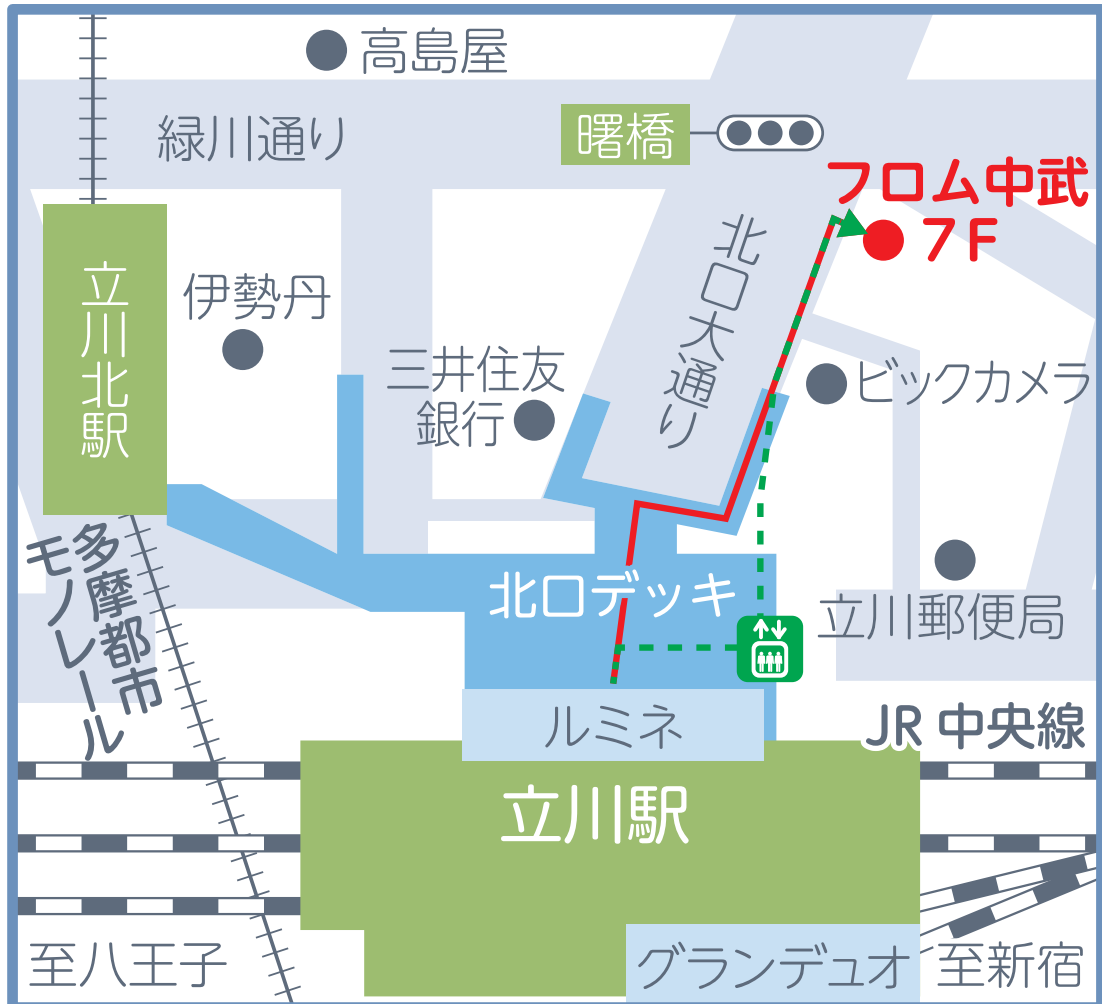 高島屋
緑川通り
曙橋
フロム中武
7F
北口大通り
立川北駅
伊勢丹
三井住友
銀行
ビックカメラ
多摩都市
モノレール
北口デッキ
立川郵便局
ルミネ
JR 中央線
立川駅
至八王子
グランデュオ
至新宿